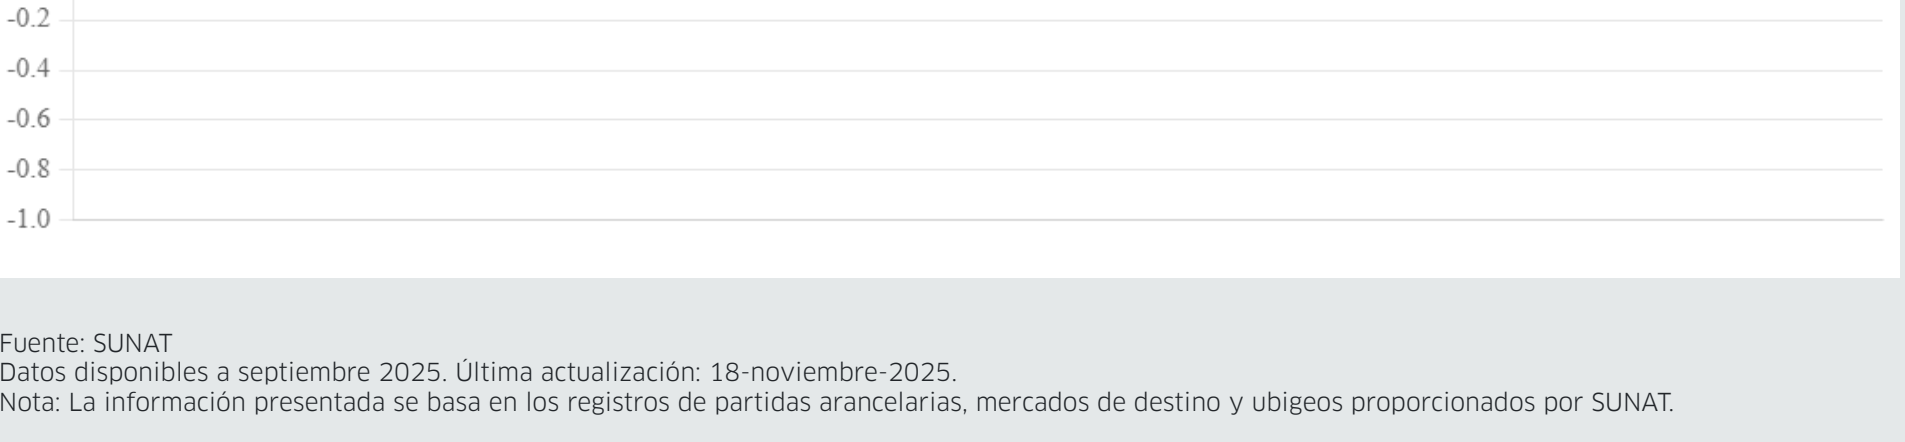 -0.2
-0.4
-0.6
-0.8
-1.0
Fuente: SUNAT
Datos disponibles a septiembre 2025. Última actualización: 18-noviembre-2025.
Nota: La información presentada se basa en los registros de partidas arancelarias, mercados de destino y ubigeos proporcionados por SUNAT.